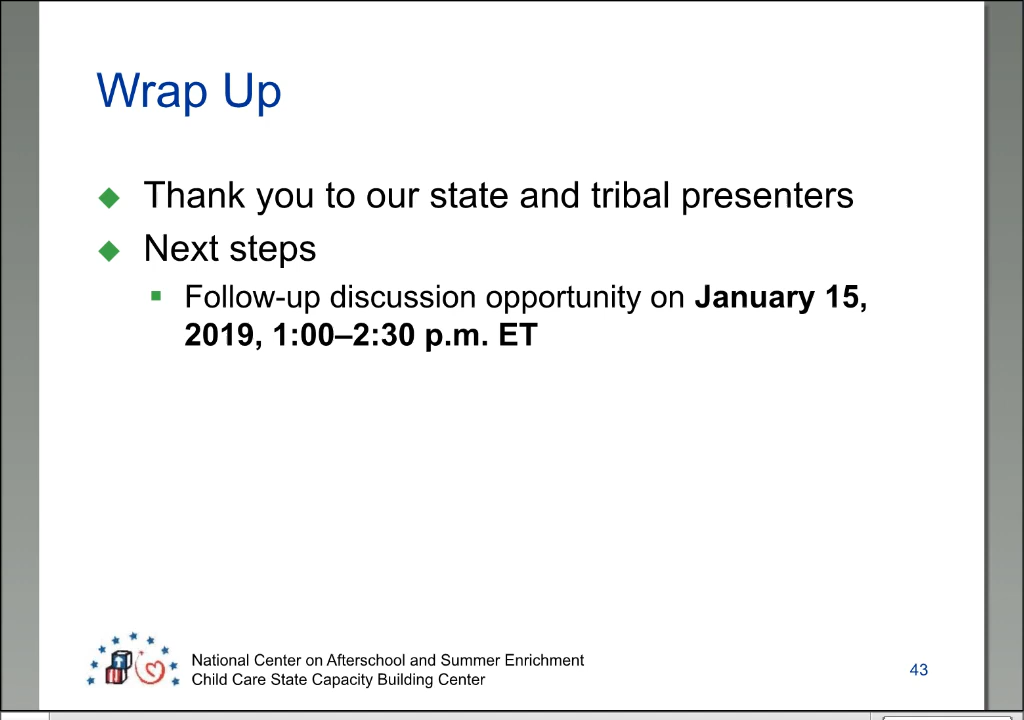 Wrap Up
Thank you to our state and tribal presenters
Next steps
Follow-up discussion opportunity on January 15,
2019, 1:00–2:30 p.m. ET
National Center on Afterschool and Summer Enrichment
Child Care State Capacity Building Center
43